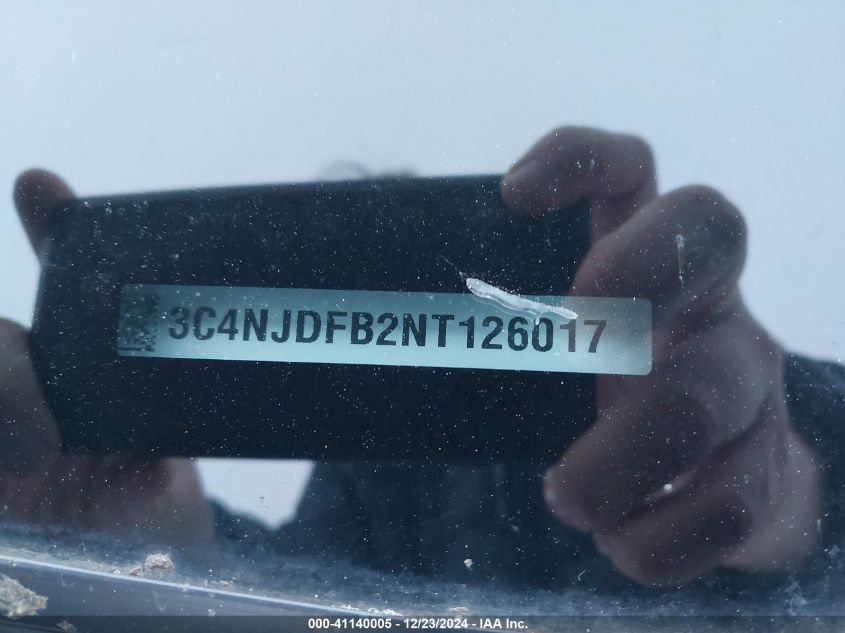 3C4NJDFB2NT126017
000-41140005 - 12/23/2024 - IAA Inc.